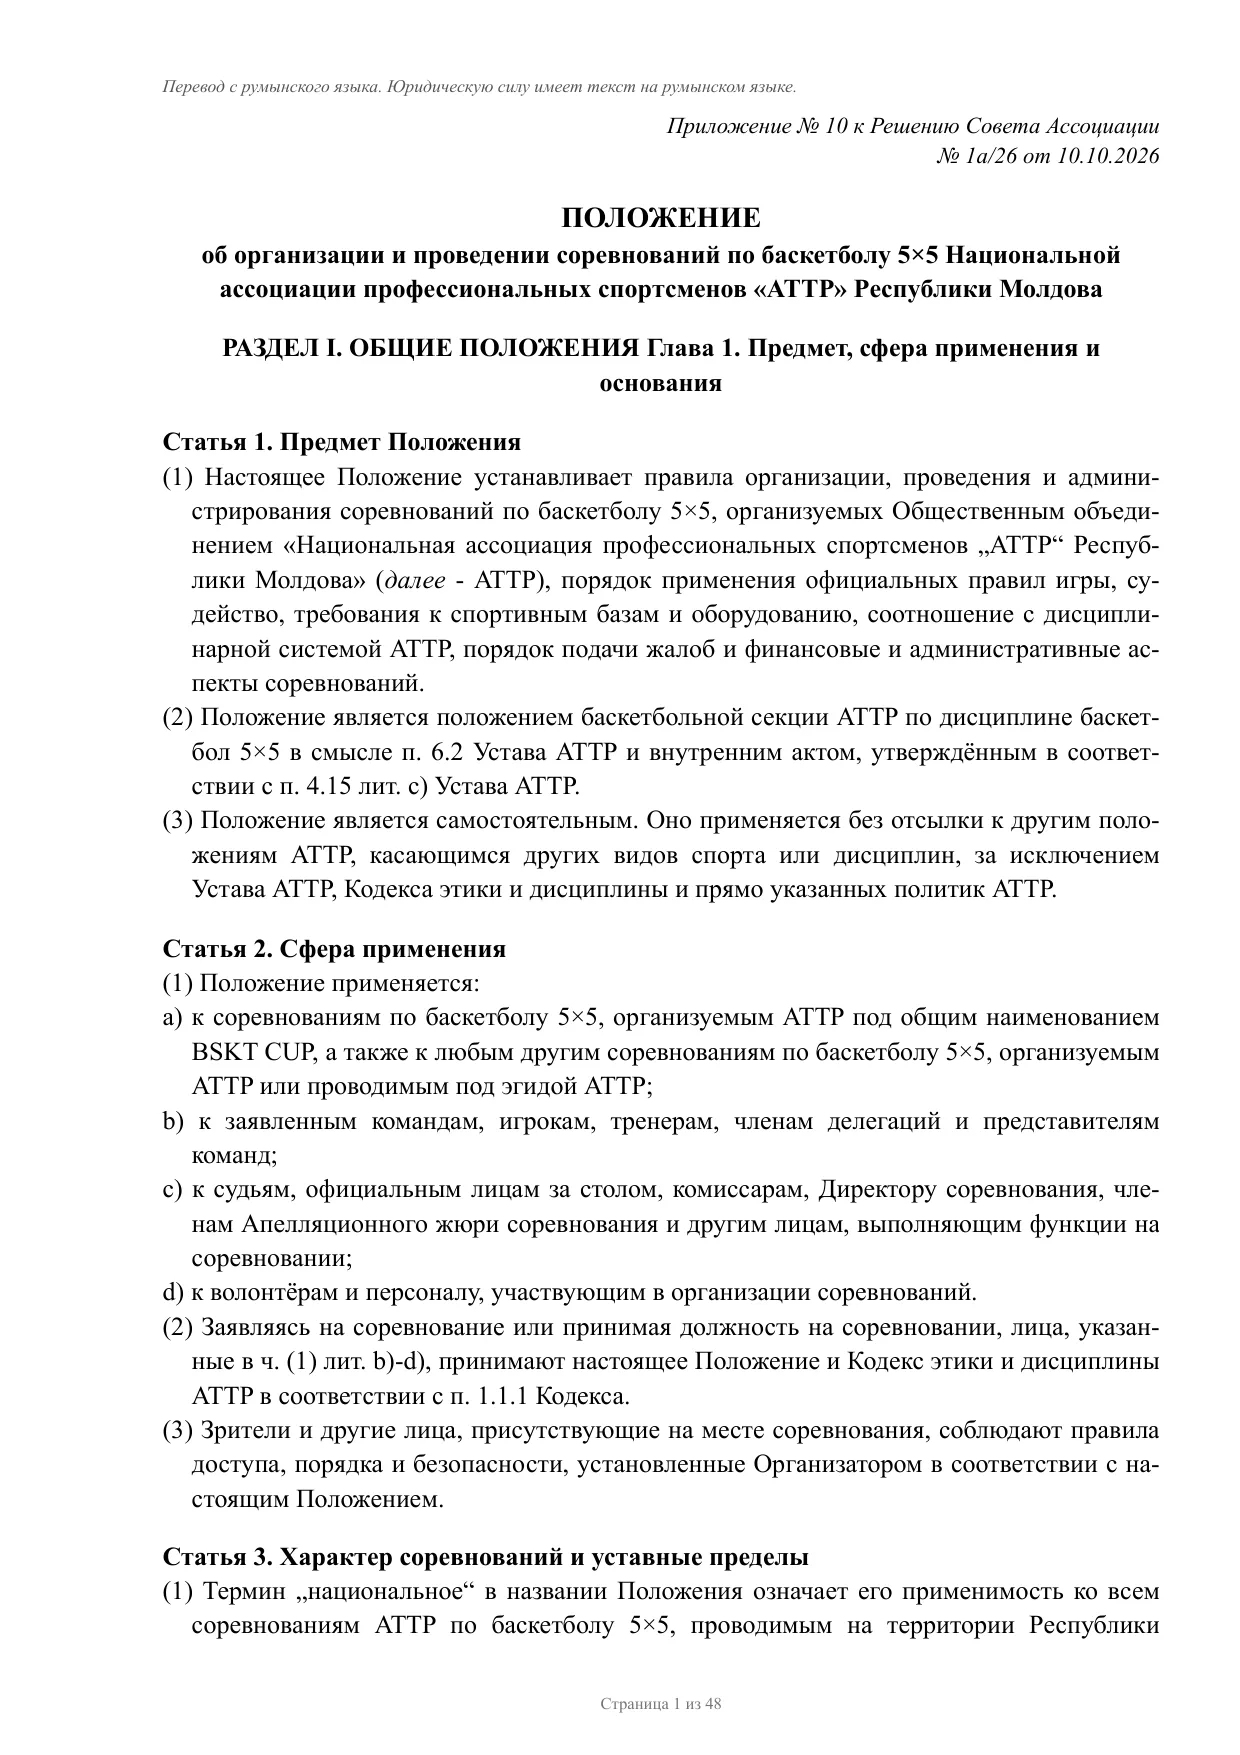 Перевод с румынского языка. Юридическую силу имеет текст на румынском языке.
Приложение № 10 к Решению Совета Ассоциации
№ 1a/26 от 10.10.2026
ПОЛОЖЕНИЕ
об организации и проведении соревнований по баскетболу 5×5 Национальной
ассоциации профессиональных спортсменов «АТТР» Республики Молдова
РАЗДЕЛ I. ОБЩИЕ ПОЛОЖЕНИЯ Глава 1. Предмет, сфера применения и
основания
Статья 1. Предмет Положения
(1) Настоящее Положение устанавливает правила организации, проведения и админи-
стрирования соревнований по баскетболу 5×5, организуемых Общественным объеди-
нением «Национальная ассоциация профессиональных спортсменов „АТТР“ Респуб-
лики Молдова» (далее - АТТР), порядок применения официальных правил игры, су-
действо, требования к спортивным базам и оборудованию, соотношение с дисципли-
нарной системой АТТР, порядок подачи жалоб и финансовые и административные ас-
пекты соревнований.
(2) Положение является положением баскетбольной секции АТТР по дисциплине баскет-
бол 5×5 в смысле п. 6.2 Устава АТТР и внутренним актом, утверждённым в соответ-
ствии с п. 4.15 лит. c) Устава АТТР.
(3) Положение является самостоятельным. Оно применяется без отсылки к другим поло-
жениям АТТР, касающимся других видов спорта или дисциплин, за исключением
Устава АТТР, Кодекса этики и дисциплины и прямо указанных политик АТТР.
Статья 2. Сфера применения
(1) Положение применяется:
a) к соревнованиям по баскетболу 5×5, организуемым АТТР под общим наименованием
BSKT CUP, а также к любым другим соревнованиям по баскетболу 5×5, организуемым
АТТР или проводимым под эгидой АТТР;
b) к заявленным командам, игрокам, тренерам, членам делегаций и представителям
команд;
c) к судьям, официальным лицам за столом, комиссарам, Директору соревнования, чле-
нам Апелляционного жюри соревнования и другим лицам, выполняющим функции на
соревновании;
d) к волонтёрам и персоналу, участвующим в организации соревнований.
(2) Заявляясь на соревнование или принимая должность на соревновании, лица, указан-
ные в ч. (1) лит. b)-d), принимают настоящее Положение и Кодекс этики и дисциплины
АТТР в соответствии с п. 1.1.1 Кодекса.
(3) Зрители и другие лица, присутствующие на месте соревнования, соблюдают правила
доступа, порядка и безопасности, установленные Организатором в соответствии с на-
стоящим Положением.
Статья 3. Характер соревнований и уставные пределы
(1) Термин „национальное“ в названии Положения означает его применимость ко всем
соревнованиям АТТР по баскетболу 5×5, проводимым на территории Республики
Страница 1 из 48